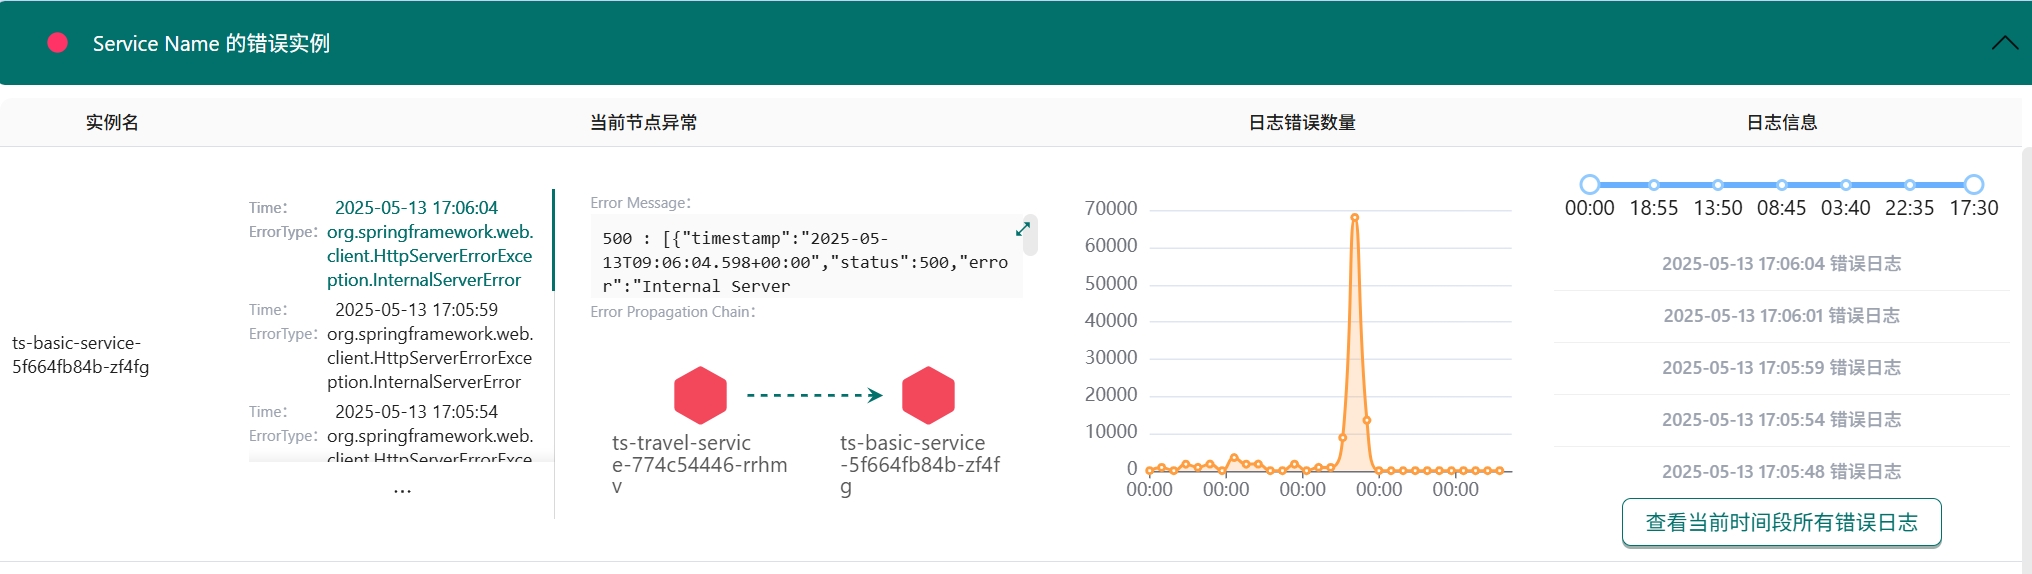 Service Name 的错误实例
实例名
当前节点异常
日志错误数量
日志信息
ts-basic-service-
5f664fb84b-zf4fg
Time: 2025-05-13 17:06:04
ErrorType: org.springframework.web.
client.HttpServerErrorExce
ption.InternalServerError
Time: 2025-05-13 17:05:59
ErrorType: org.springframework.web.
client.HttpServerErrorExce
ption.InternalServerError
Time: 2025-05-13 17:05:54
ErrorType: org.springframework.web.
client.HttpServerErrorExce
...
Error Message:
500 : [{"timestamp":"2025-05-
13T09:06:04.598+00:00","status":500,"erro
r":"Internal Server
Error Propagation Chain:
ts-travel-servic
e-774c54446-rrhm
v
ts-basic-service
-5f664fb84b-zf4f
g
70000
60000
50000
40000
30000
20000
10000
0
00:00 00:00 00:00 00:00 00:00
00:00 18:55 13:50 08:45 03:40 22:35 17:30
2025-05-13 17:06:04 错误日志
2025-05-13 17:06:01 错误日志
2025-05-13 17:05:59 错误日志
2025-05-13 17:05:54 错误日志
2025-05-13 17:05:48 错误日志
查看当前时间段所有错误日志